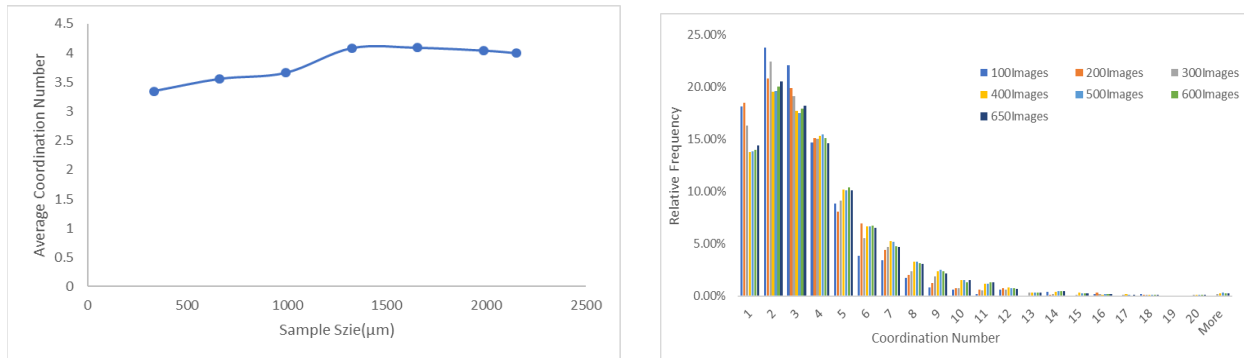 4.5
4
3.5
3
2.5
2
1.5
1
0.5
0
Average Coordination Number
0 500 1000 1500 2000 2500
Sample Szie(μm)
25.00%
20.00%
15.00%
10.00%
5.00%
0.00%
Relative Frequency
100Images 200Images 300Images
400Images 500Images 600Images
650Images
1 2 3 4 5 6 7 8 9 10 11 12 13 14 15 16 17 18 19 20 More
Coordination Number